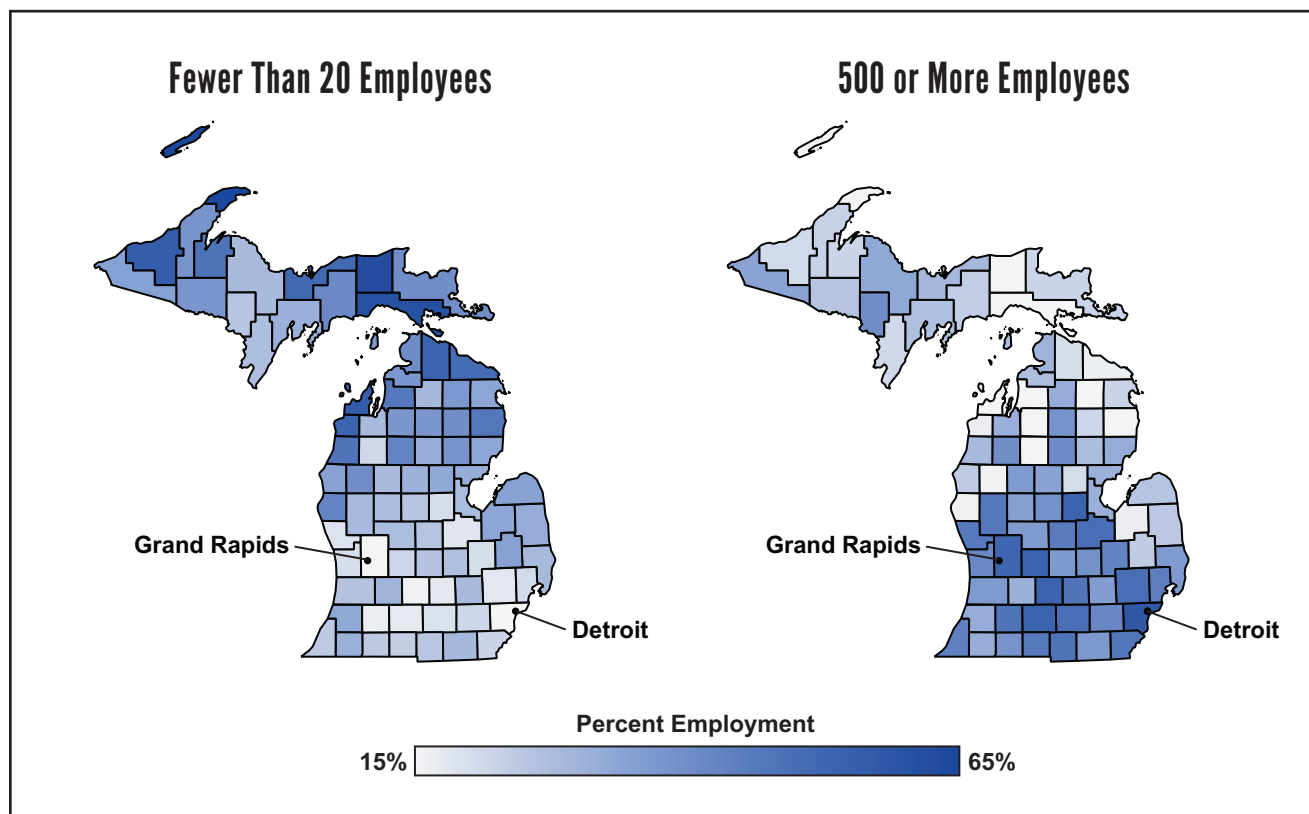 Fewer Than 20 Employees
500 or More Employees
Grand Rapids
Detroit
Grand Rapids
Detroit
Percent Employment
15%
65%